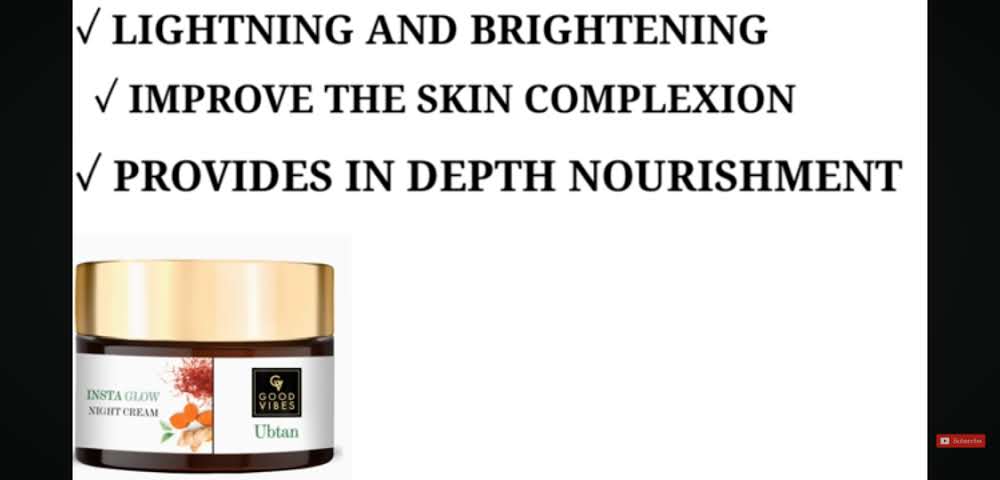 √ LIGHTNING AND BRIGHTENING
√ IMPROVE THE SKIN COMPLEXION
√ PROVIDES IN DEPTH NOURISHMENT
INSTA GLOW
NIGHT CREAM
GV
GOOD
VIBES
Ubtan
Subscribe